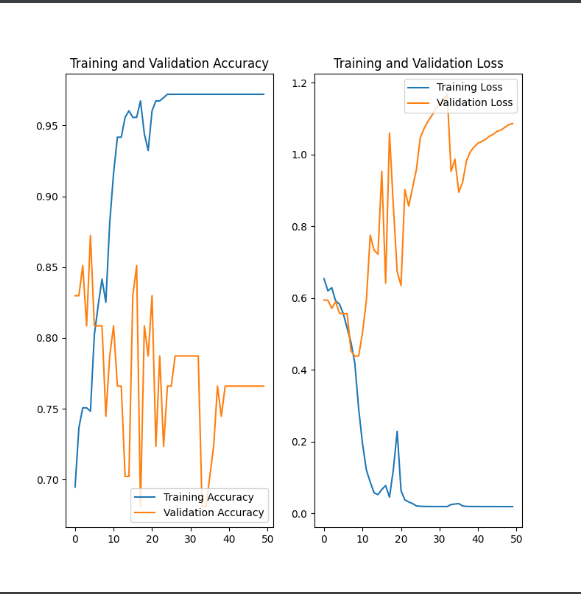 Training and Validation Accuracy
0.95
0.90
0.85
0.80
0.75
0.70
Training Accuracy
Validation Accuracy
0 10 20 30 40 50
Training and Validation Loss
1.2
1.0
0.8
0.6
0.4
0.2
0.0
Training Loss
Validation Loss
0 10 20 30 40 50